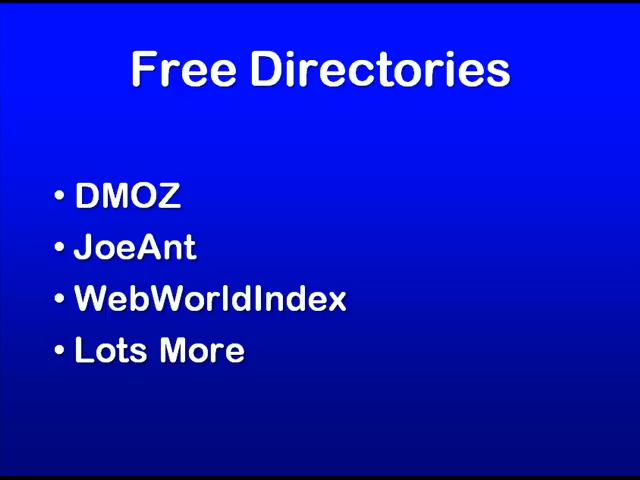 Free Directories
• DMOZ
• JoeAnt
• WebWorldIndex
• Lots More